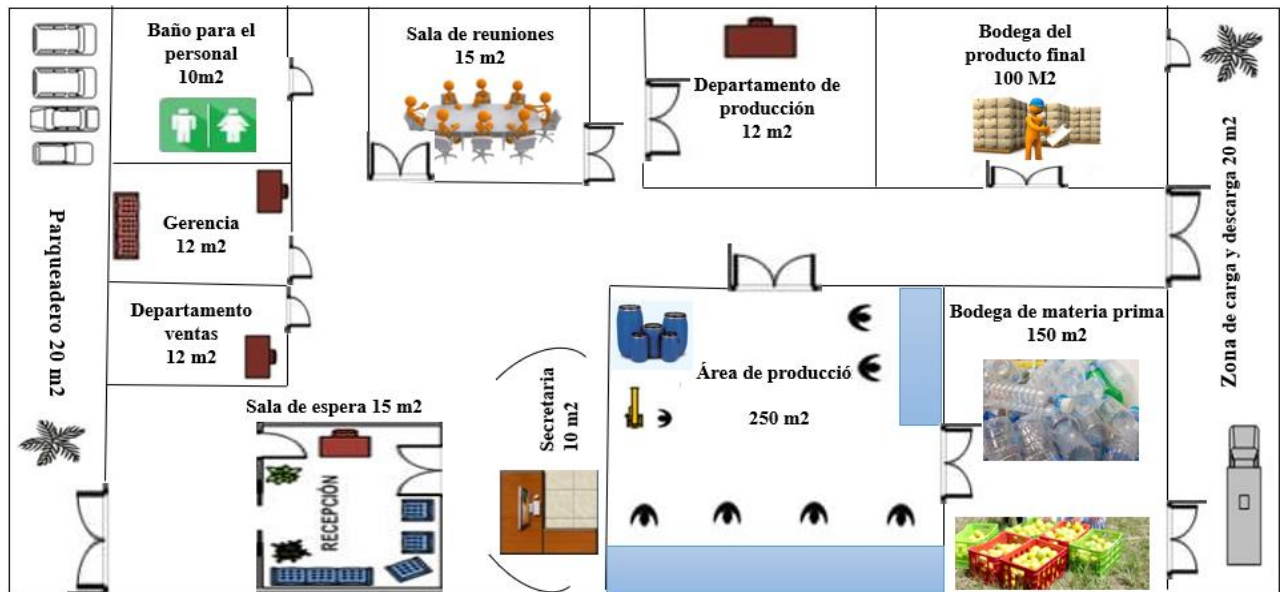 Baño para el
personal
10m2
Sala de reuniones
15 m2
Departamento de
producción
12 m2
Bodega del
producto final
100 M2
Parqueadero 20 m2
Gerencia
12 m2
Departamento
ventas
12 m2
Zona de carga y descarga 20 m2
Sala de espera 15 m2
RECEPCIÓN
Secretaria
10 m2
Área de producció
250 m2
Bodega de materia prima
150 m2